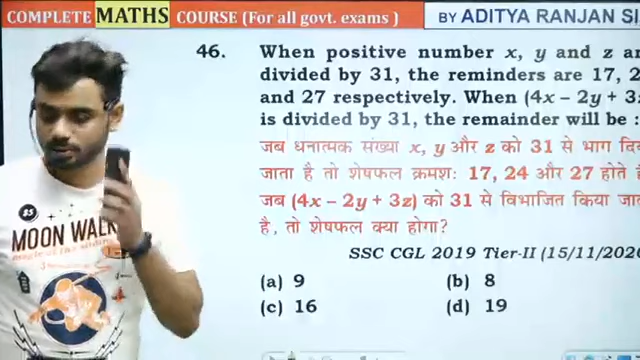 COMPLETE MATHS COURSE (For all govt. exams)
BY ADITYA RANJAN
46. When positive number x, y and z
divided by 31, the reminders are 17,
and 27 respectively. When (4x – 2y +
is divided by 31, the remainder will be :
जब धनात्मक संख्या x, y और z को 31 से भाग
जाता है तो शेषफल क्रमशः 17, 24 और 27 होते
जब (4x – 2y + 3z) को 31 से विभाजित किया
है, तो शेषफल क्या होगा?
SSC CGL 2019 Tier-II (15/11/2020
(a) 9 (b) 8
(c) 16 (d) 19
MOON WALK